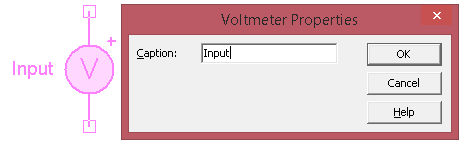 Voltmeter Properties
Input V +
Caption: Input
OK
Cancel
Help